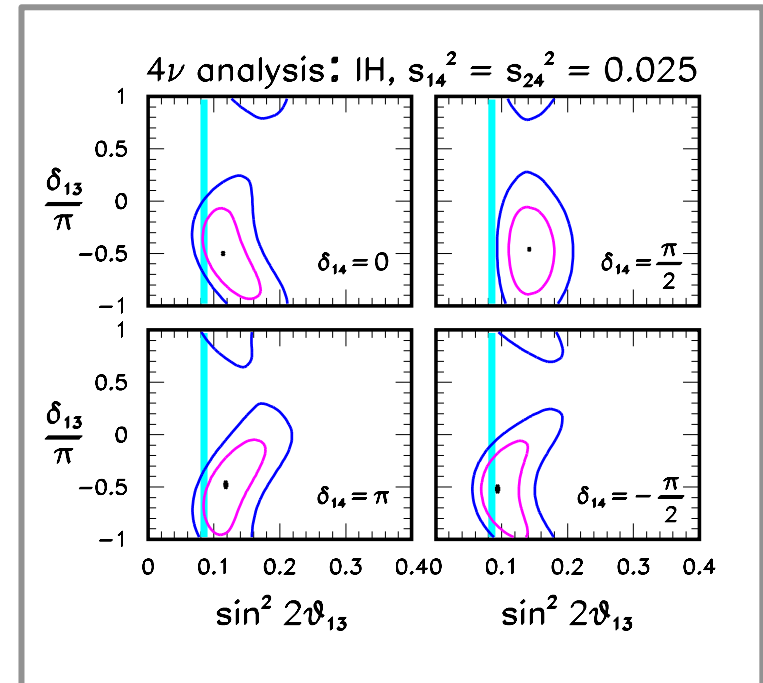 4ν analysis: IH, s₁₄² = s₂₄² = 0.025
1
0.5
0
−0.5
−1
δ₁₃/π
δ₁₄ = 0
δ₁₄ = π/2
1
0.5
0
−0.5
−1
δ₁₃/π
δ₁₄ = π
δ₁₄ = − π/2
0 0.1 0.2 0.3 0.40 0.1 0.2 0.3 0.4
sin² 2ϑ₁₃ sin² 2ϑ₁₃